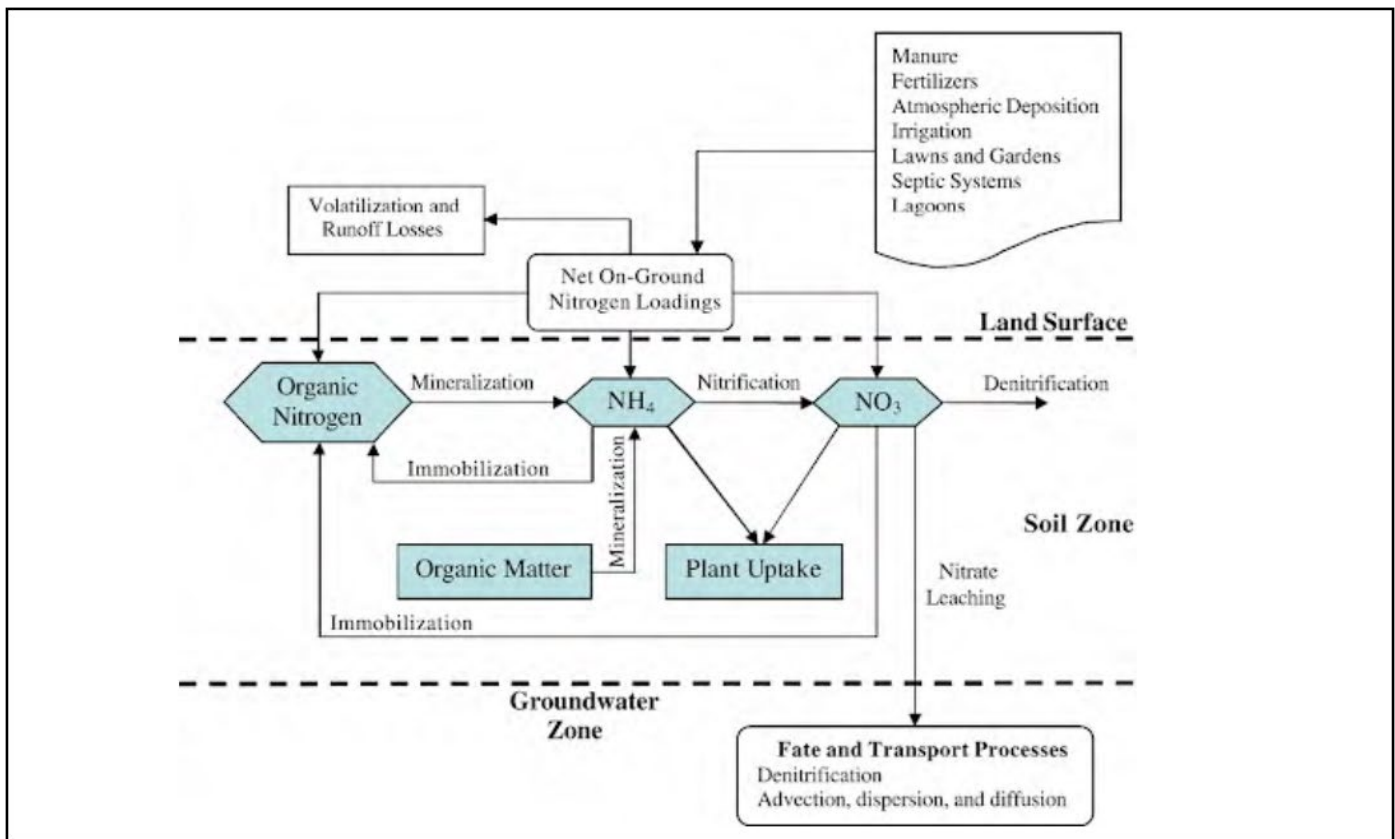 Manure
Fertilizers
Atmospheric Deposition
Irrigation
Lawns and Gardens
Septic Systems
Lagoons
Volatilization and
Runoff Losses
Net On-Ground
Nitrogen Loadings
Land Surface
Organic
Nitrogen
Mineralization
NH₄
Nitrification
NO₃
Denitrification
Immobilization
Mineralization
Soil Zone
Organic Matter
Plant Uptake
Nitrate
Leaching
Immobilization
Groundwater
Zone
Fate and Transport Processes
Denitrification
Advection, dispersion, and diffusion